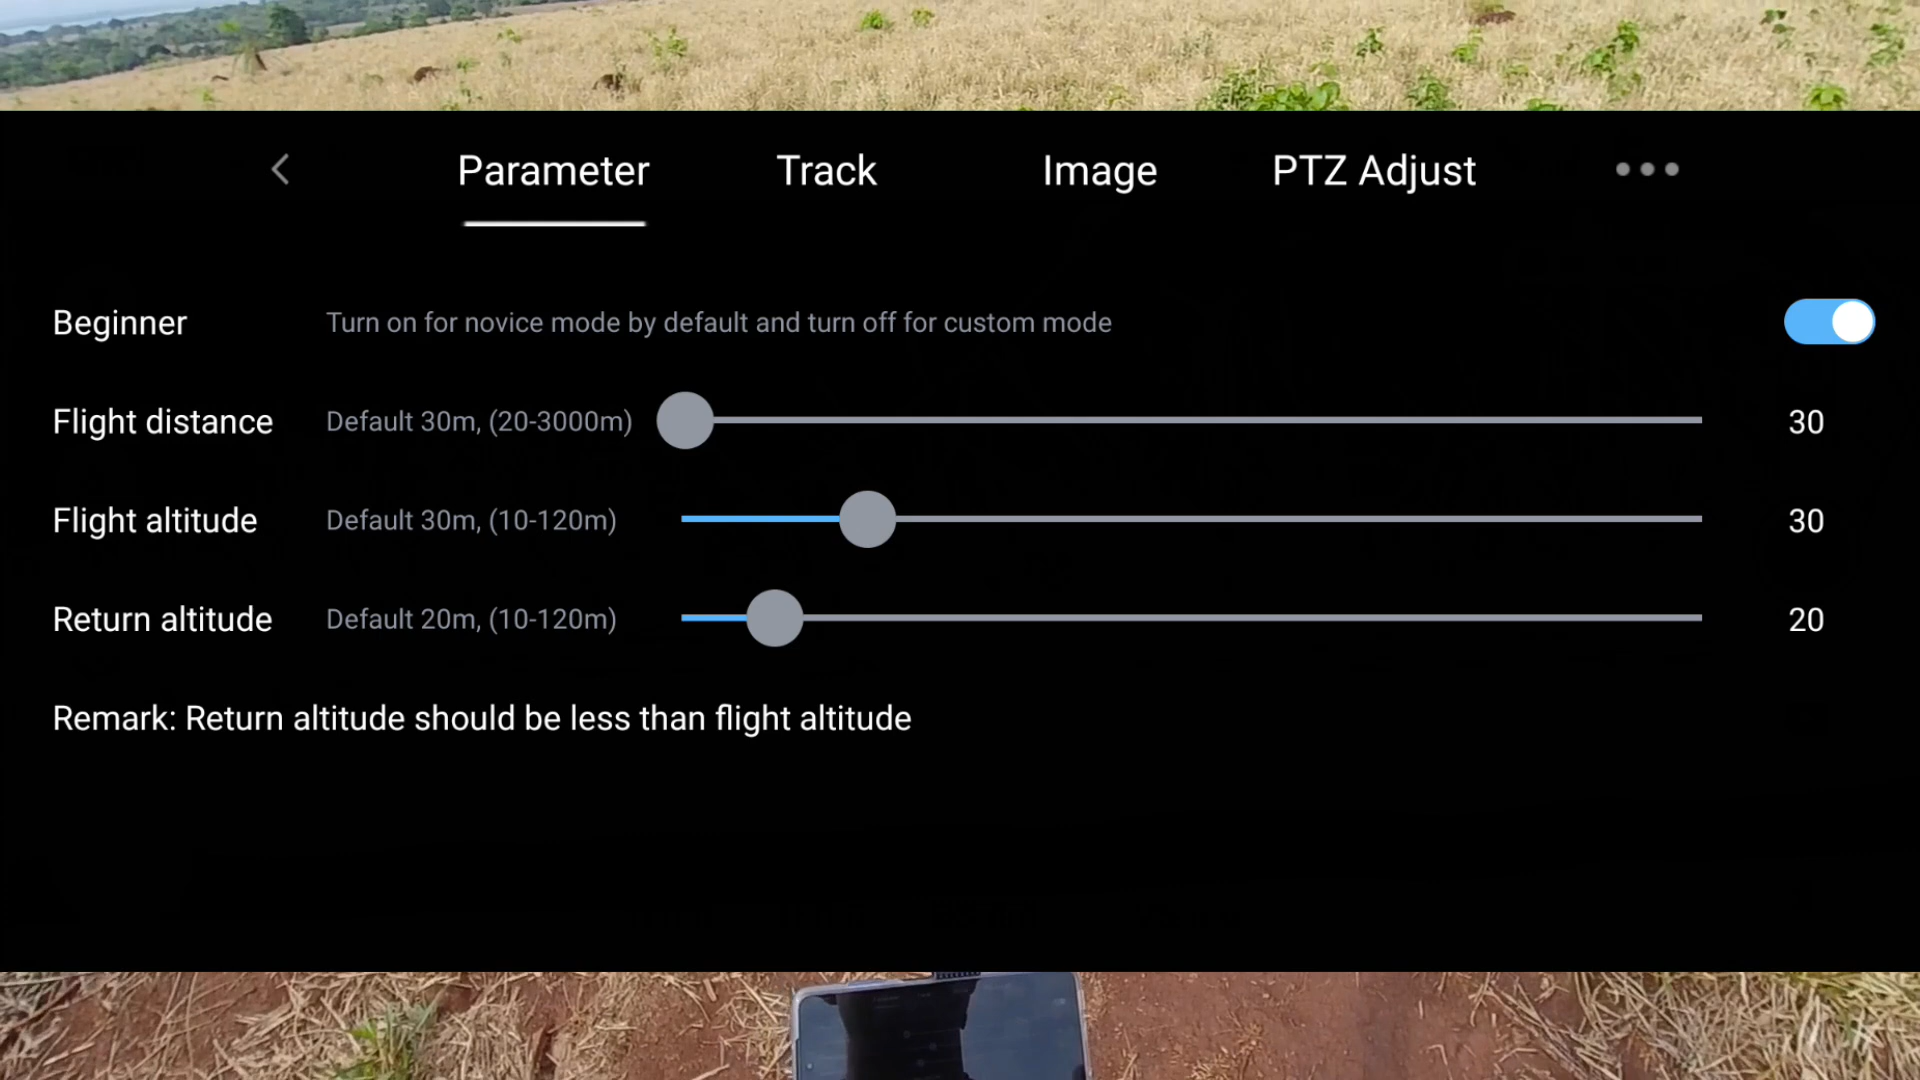 Parameter Track Image PTZ Adjust
Beginner Turn on for novice mode by default and turn off for custom mode
Flight distance Default 30m, (20-3000m) 30
Flight altitude Default 30m, (10-120m) 30
Return altitude Default 20m, (10-120m) 20
Remark: Return altitude should be less than flight altitude